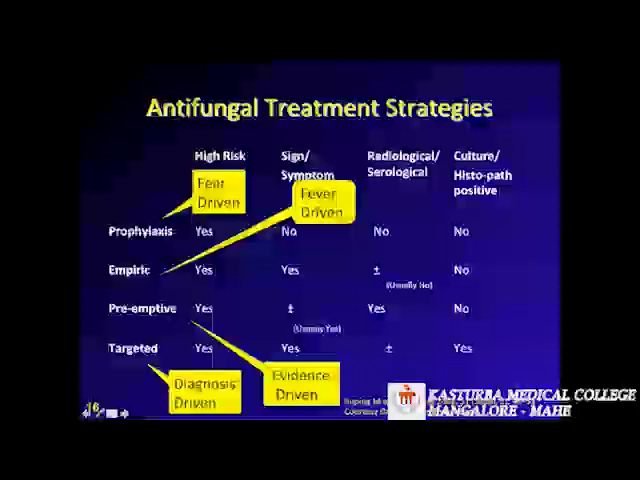 Antifungal Treatment Strategies
High Risk
Sign/
Symptom
Radiological/
Serological
Culture/
Histo-path
positive
Fear
Driven
Fever
Driven
Prophylaxis Yes No No No
Empiric Yes Yes ± No
(Usually No)
Pre-emptive Yes ± Yes No
(Usually Yes)
Targeted Yes Yes ± Yes
Diagnosis
Driven
Evidence
Driven
16
KASTURBA MEDICAL COLLEGE
MANGALORE - MAHE